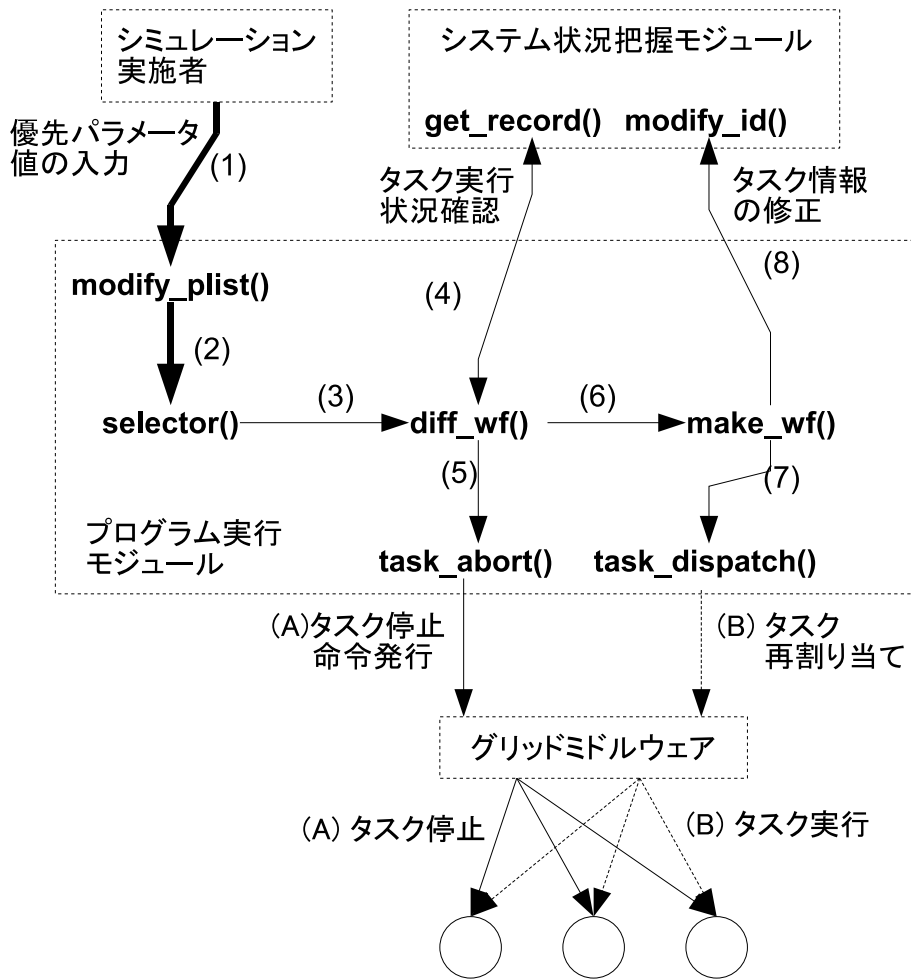 シミュレーション
実施者
システム状況把握モジュール
get_record() modify_id()
優先パラメータ
値の入力
(1)
タスク実行
状況確認
タスク情報
の修正
modify_plist()
(2)
(4)
(8)
selector()
(3)
diff_wf()
(6)
make_wf()
(5)
(7)
プログラム実行
モジュール
task_abort()
task_dispatch()
(A)タスク停止
命令発行
(B) タスク
再割り当て
グリッドミドルウェア
(A) タスク停止
(B) タスク実行